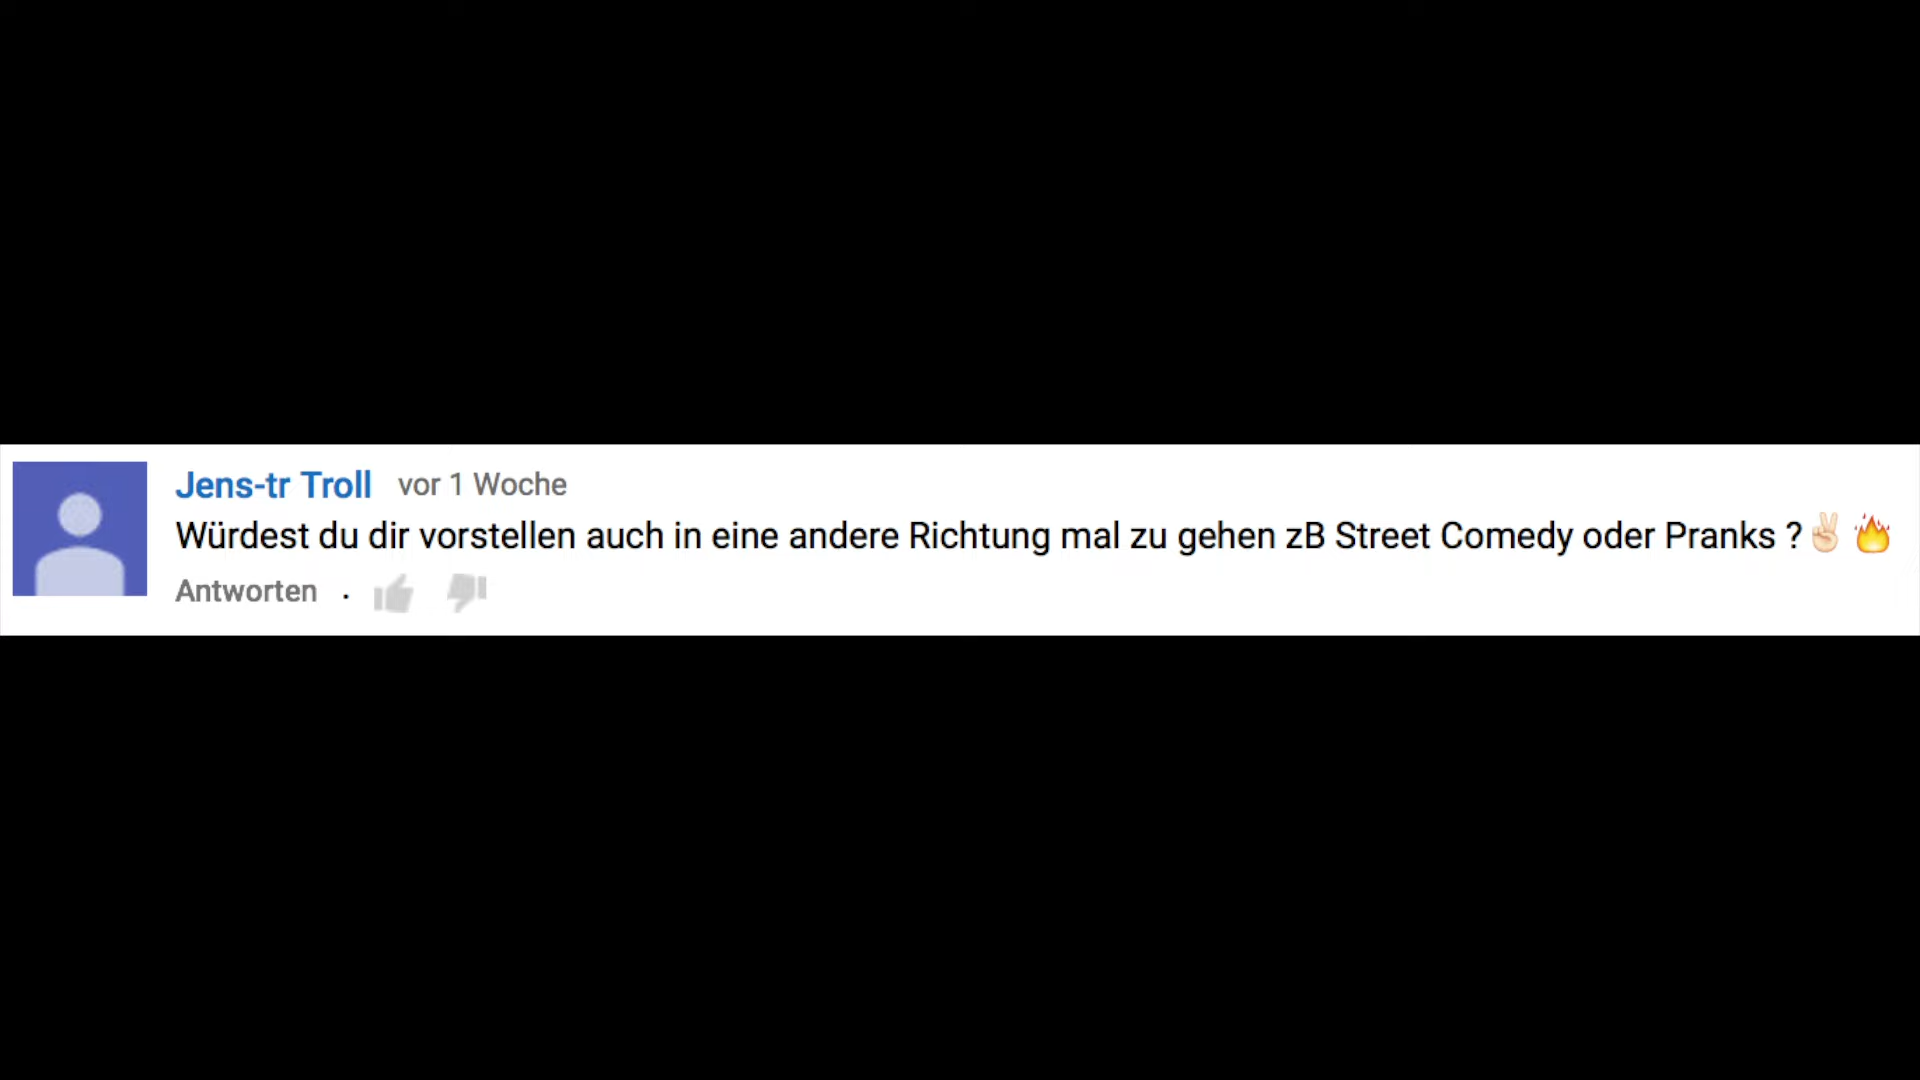 Jens-tr Troll vor 1 Woche
Würdest du dir vorstellen auch in eine andere Richtung mal zu gehen zB Street Comedy oder Pranks ?✌🏻🔥
Antworten ·